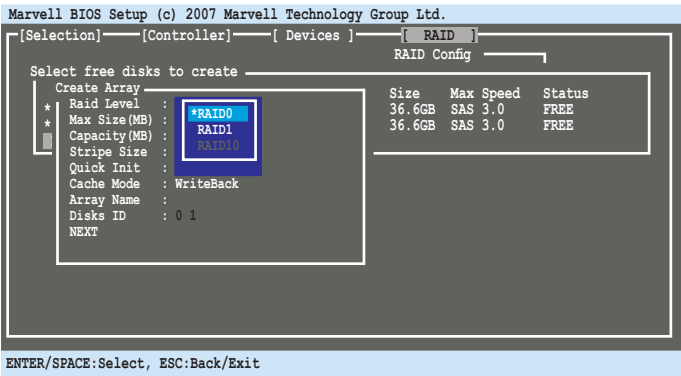 Marvell BIOS Setup (c) 2007 Marvell Technology Group Ltd.
[Selection] [Controller] [ Devices ] [ RAID ]
RAID Config
Select free disks to create
Create Array
Size Max Speed Status
* 36.6GB SAS 3.0 FREE
* 36.6GB SAS 3.0 FREE
Raid Level :
Max Size(MB) :
Capacity(MB) :
Stripe Size :
Quick Init :
Cache Mode : WriteBack
Array Name :
Disks ID : 0 1
NEXT
*RAID0
RAID1
RAID10
ENTER/SPACE:Select, ESC:Back/Exit